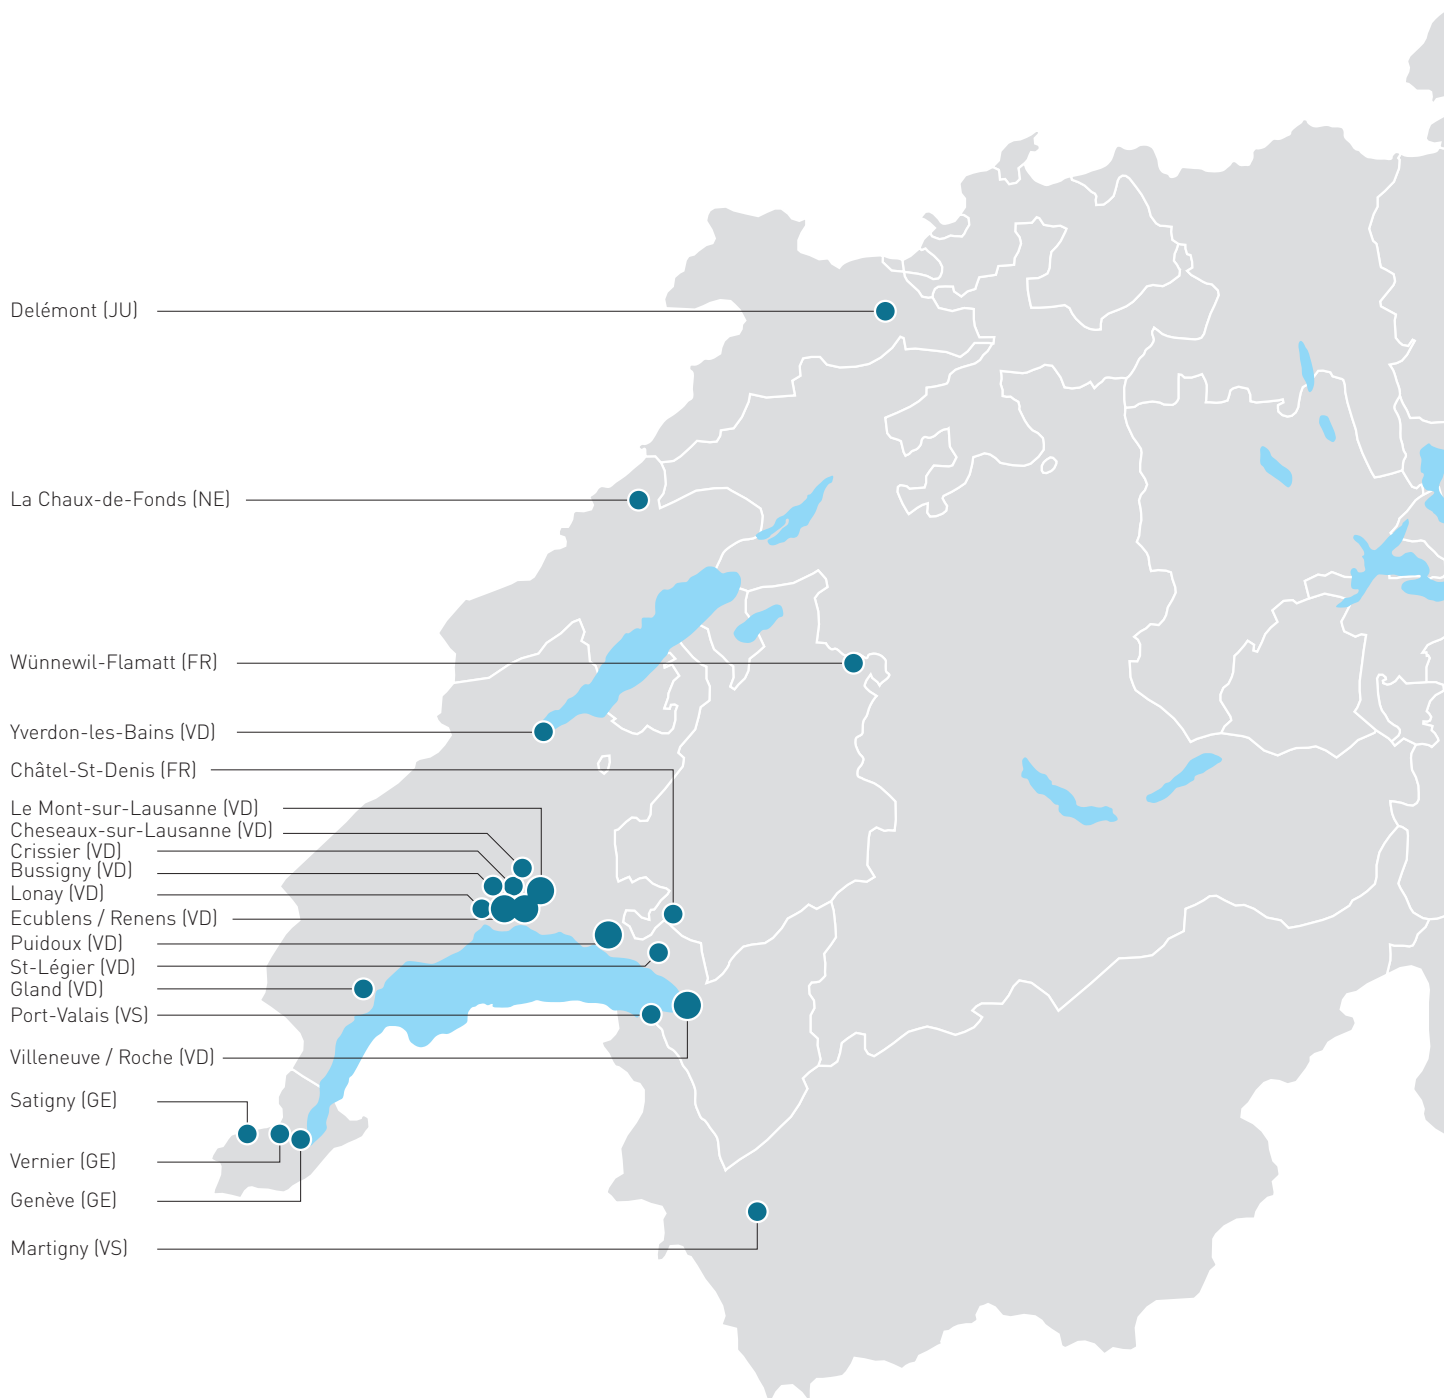 Delémont (JU)
La Chaux-de-Fonds (NE)
Wünnewil-Flamatt (FR)
Yverdon-les-Bains (VD)
Châtel-St-Denis (FR)
Le Mont-sur-Lausanne (VD)
Cheseaux-sur-Lausanne (VD)
Crissier (VD)
Bussigny (VD)
Lonay (VD)
Ecublens / Renens (VD)
Puidoux (VD)
St-Légier (VD)
Gland (VD)
Port-Valais (VS)
Villeneuve / Roche (VD)
Satigny (GE)
Vernier (GE)
Genève (GE)
Martigny (VS)